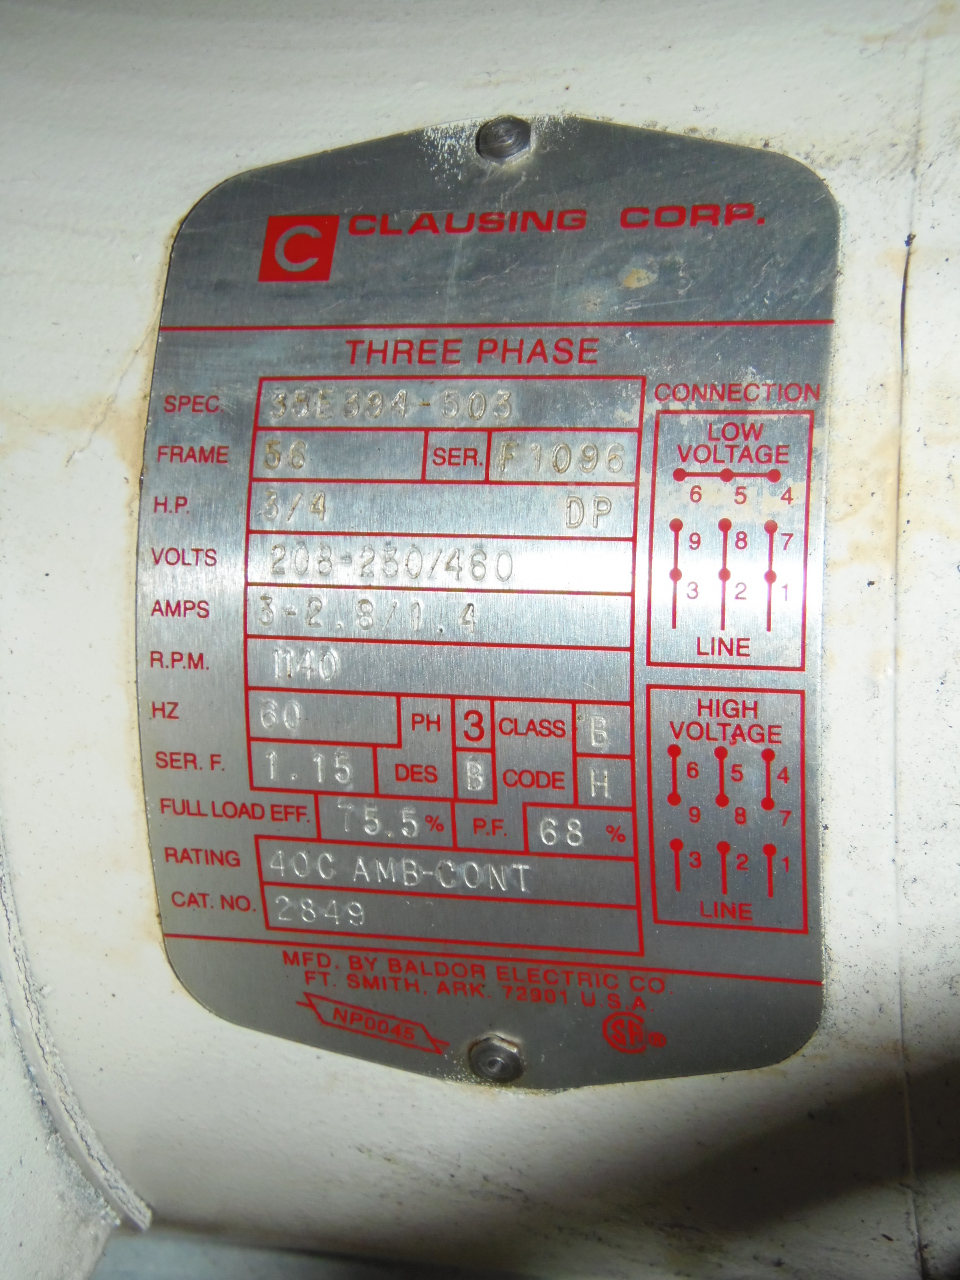 C CLAUSING CORP.
THREE PHASE
SPEC. 35E394-503
FRAME 56 SER. F1096
H.P. 3/4 DP
VOLTS 208-230/460
AMPS 3-2.8/1.4
R.P.M. 1140
HZ 60 PH 3 CLASS B
SER. F. 1.15 DES B CODE H
FULL LOAD EFF. 75.5 % P.F. 68 %
RATING 40C AMB-CONT
CAT. NO. 2849
CONNECTION
LOW
VOLTAGE
6 5 4
9 8 7
3 2 1
LINE
HIGH
VOLTAGE
6 5 4
9 8 7
3 2 1
LINE
MFD. BY BALDOR ELECTRIC CO.
FT. SMITH, ARK. 72901 U.S.A
NP0045
SA